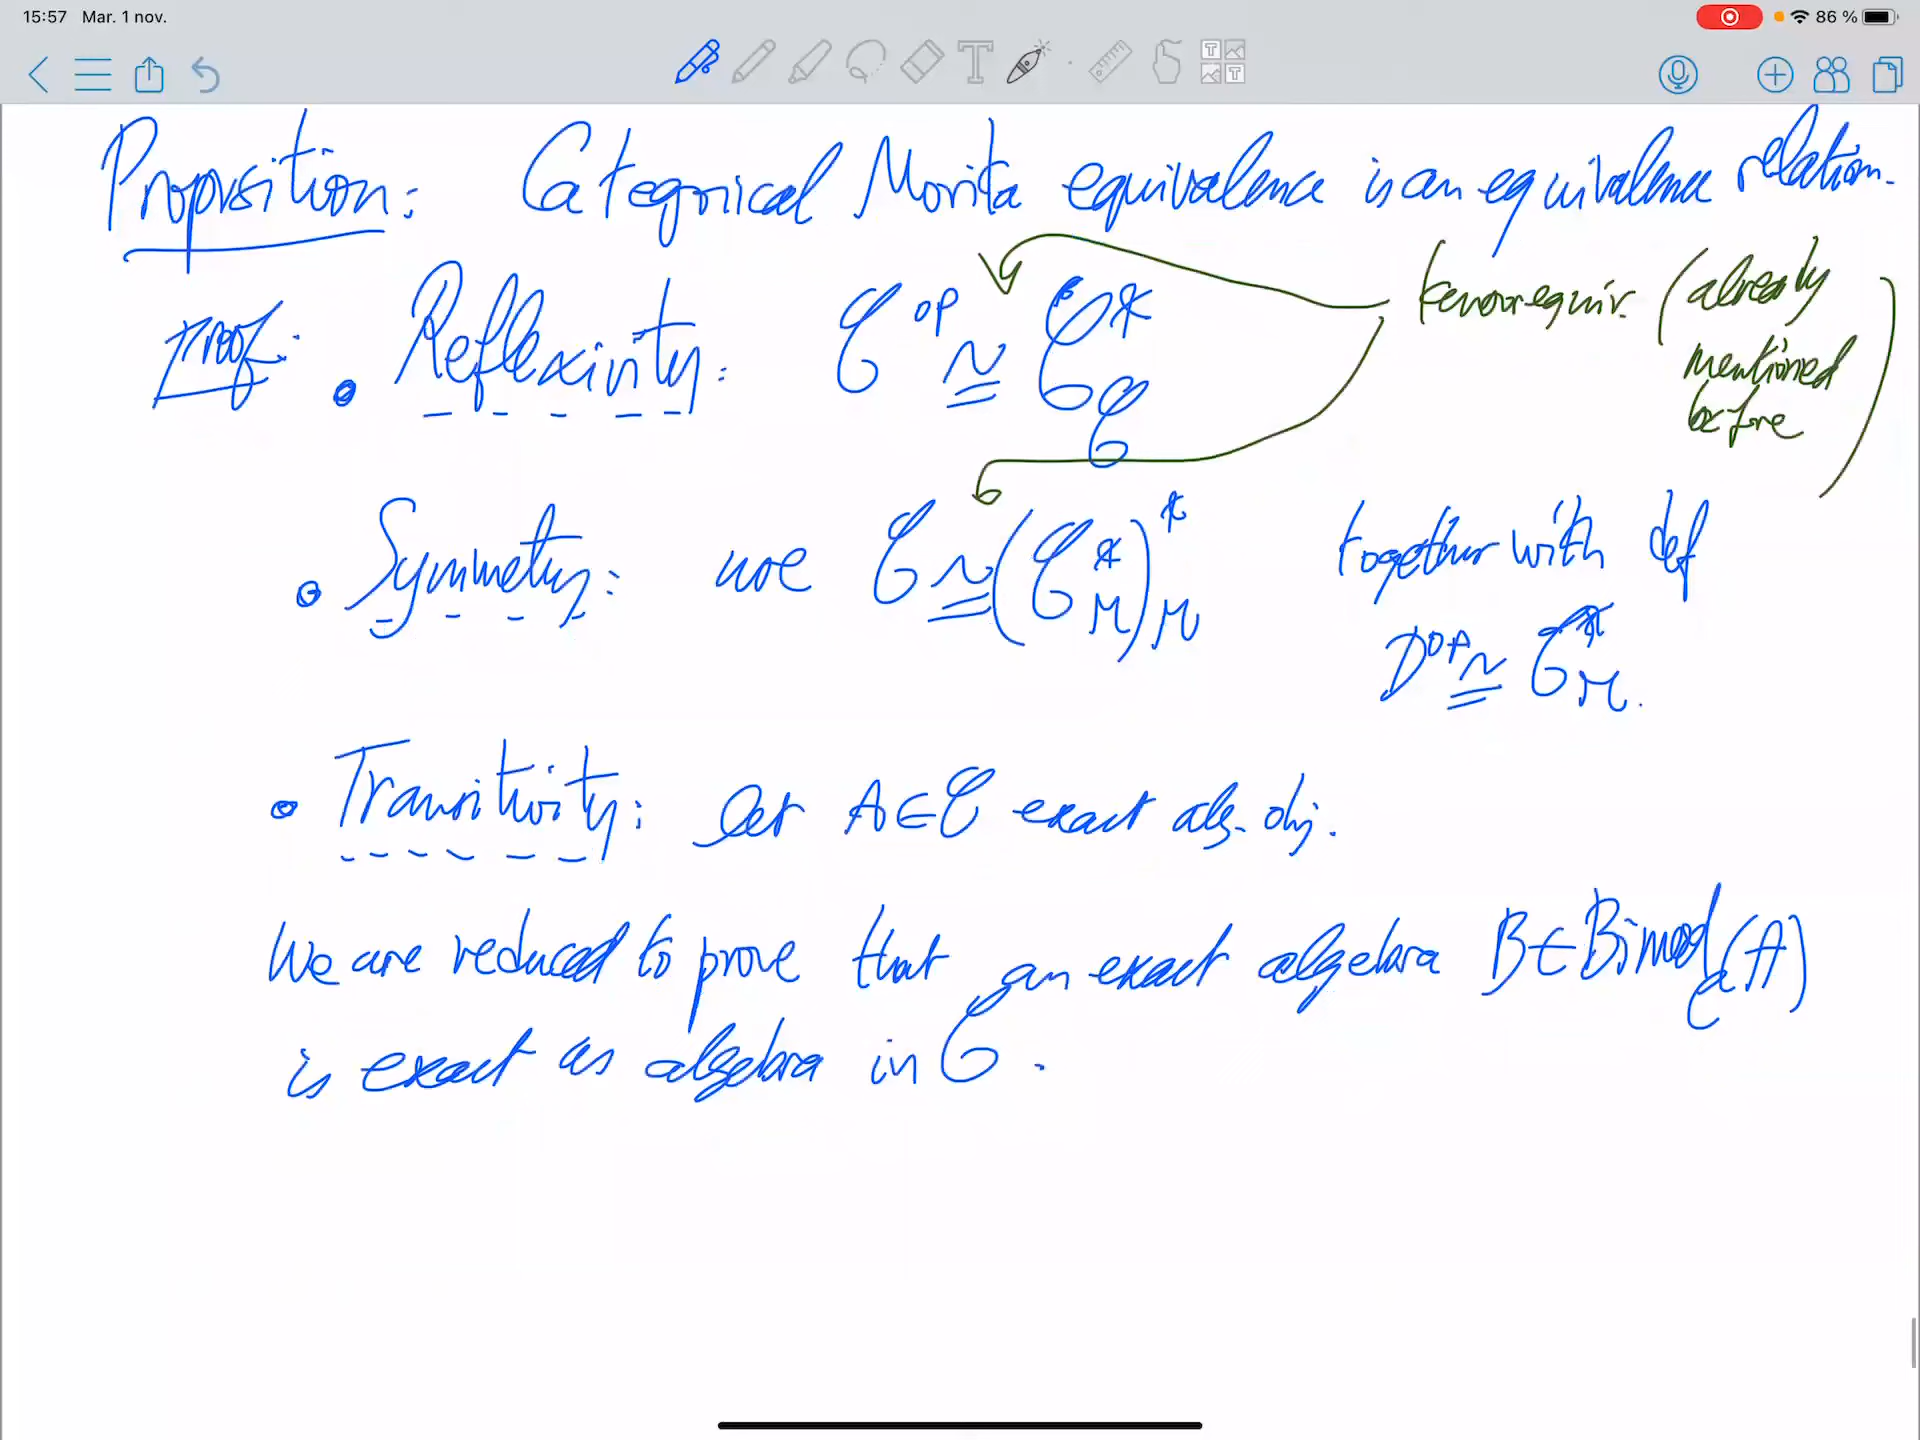 15:57 Mar. 1 nov. 86 %
Proposition: Categorical Morita equivalence is an equivalence relation.
Proof: • Reflexivity: 𝒞^op ≅ 𝒞^*_𝒞
tensor equiv. (already
mentioned
before)
• Symmetry: use 𝒞 ≅ (𝒞^*_M)^*_M together with def
D^op ≅ 𝒞^*_M.
• Transitivity: Let A ∈ 𝒞 exact alg. obj.
We are reduced to prove that an exact algebra B ∈ Bimod_𝒞(A)
is exact as algebra in 𝒞.